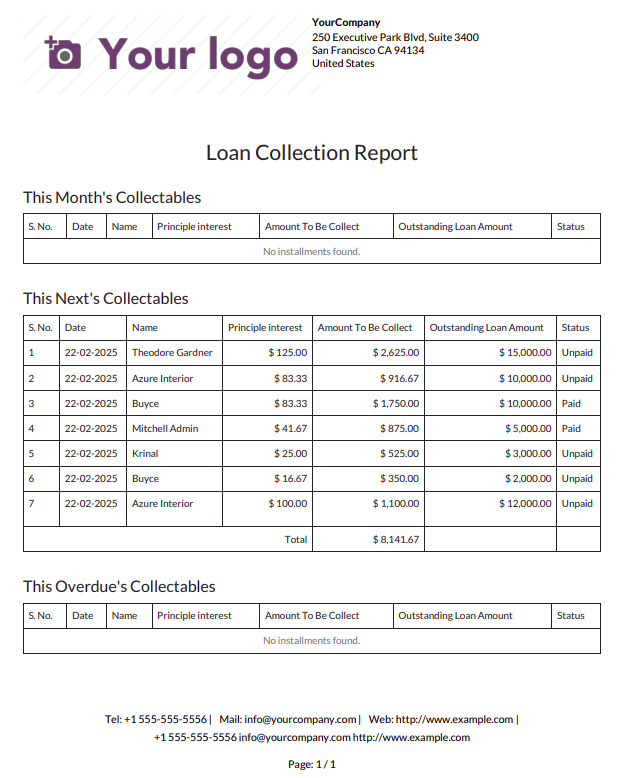 Your logo
YourCompany
250 Executive Park Blvd, Suite 3400
San Francisco CA 94134
United States
Loan Collection Report
This Month's Collectables
S. No. Date Name Principle interest Amount To Be Collect Outstanding Loan Amount Status
No installments found.
This Next's Collectables
S. No. Date Name Principle interest Amount To Be Collect Outstanding Loan Amount Status
1 22-02-2025 Theodore Gardner $ 125.00 $ 2,625.00 $ 15,000.00 Unpaid
2 22-02-2025 Azure Interior $ 83.33 $ 916.67 $ 10,000.00 Unpaid
3 22-02-2025 Buyce $ 83.33 $ 1,750.00 $ 10,000.00 Paid
4 22-02-2025 Mitchell Admin $ 41.67 $ 875.00 $ 5,000.00 Paid
5 22-02-2025 Krinal $ 25.00 $ 525.00 $ 3,000.00 Unpaid
6 22-02-2025 Buyce $ 16.67 $ 350.00 $ 2,000.00 Unpaid
7 22-02-2025 Azure Interior $ 100.00 $ 1,100.00 $ 12,000.00 Unpaid
Total $ 8,141.67
This Overdue's Collectables
S. No. Date Name Principle interest Amount To Be Collect Outstanding Loan Amount Status
No installments found.
Tel: +1 555-555-5556 | Mail: info@yourcompany.com | Web: http://www.example.com |
+1 555-555-5556 info@yourcompany.com http://www.example.com
Page: 1 / 1